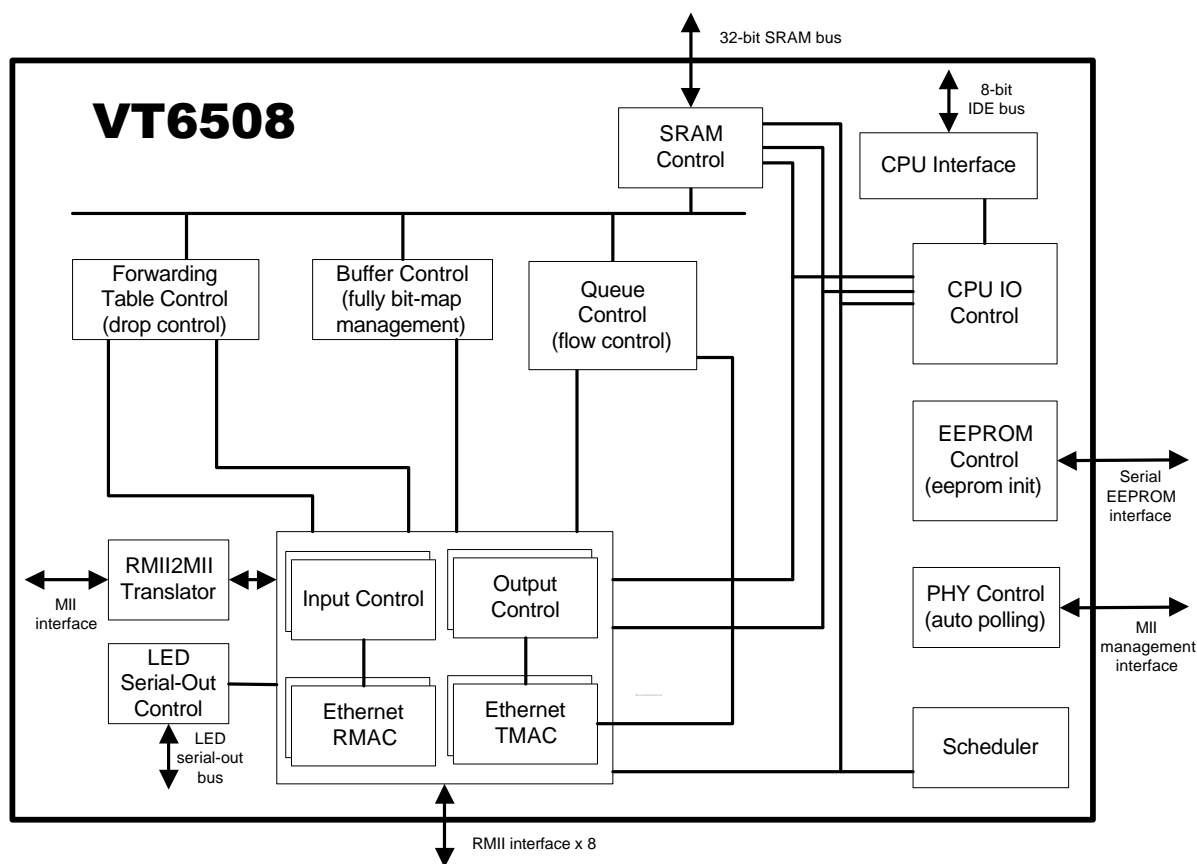 32-bit SRAM bus
VT6508
8-bit
IDE bus
SRAM
Control
CPU Interface
Forwarding
Table Control
(drop control)
Buffer Control
(fully bit-map
management)
Queue
Control
(flow control)
CPU IO
Control
EEPROM
Control
(eeprom init)
Serial
EEPROM
interface
RMII2MII
Translator
MII
interface
Input Control
Output
Control
PHY Control
(auto polling)
MII
management
interface
LED
Serial-Out
Control
LED
serial-out
bus
Ethernet
RMAC
Ethernet
TMAC
Scheduler
RMII interface x 8